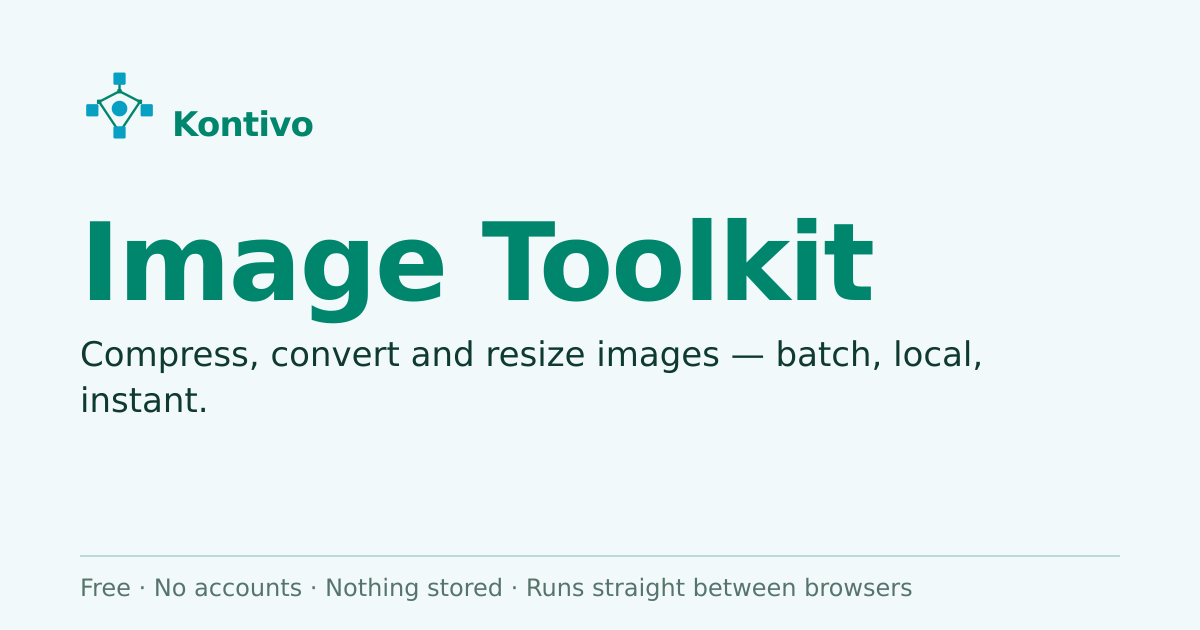 Kontivo
Image Toolkit
Compress, convert and resize images — batch, local,
instant.
Free · No accounts · Nothing stored · Runs straight between browsers